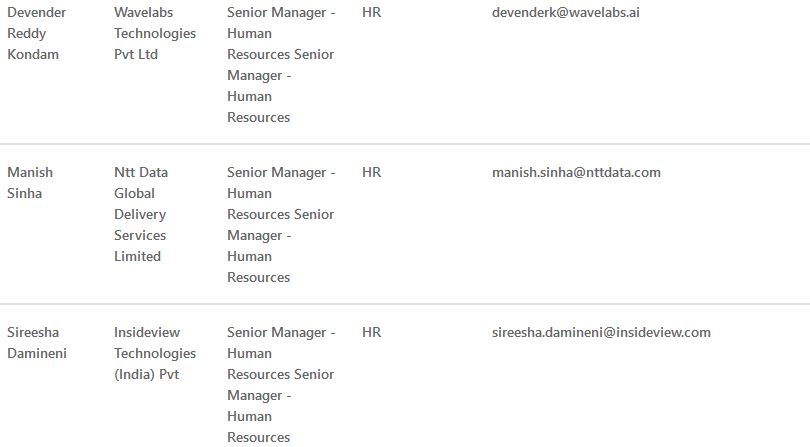 Devender Reddy Kondam
Wavelabs Technologies Pvt Ltd
Senior Manager - Human Resources Senior Manager - Human Resources
HR
devenderk@wavelabs.ai
Manish Sinha
Ntt Data Global Delivery Services Limited
Senior Manager - Human Resources Senior Manager - Human Resources
HR
manish.sinha@nttdata.com
Sireesha Damineni
Insideview Technologies (India) Pvt
Senior Manager - Human Resources Senior Manager - Human Resources
HR
sireesha.damineni@insideview.com